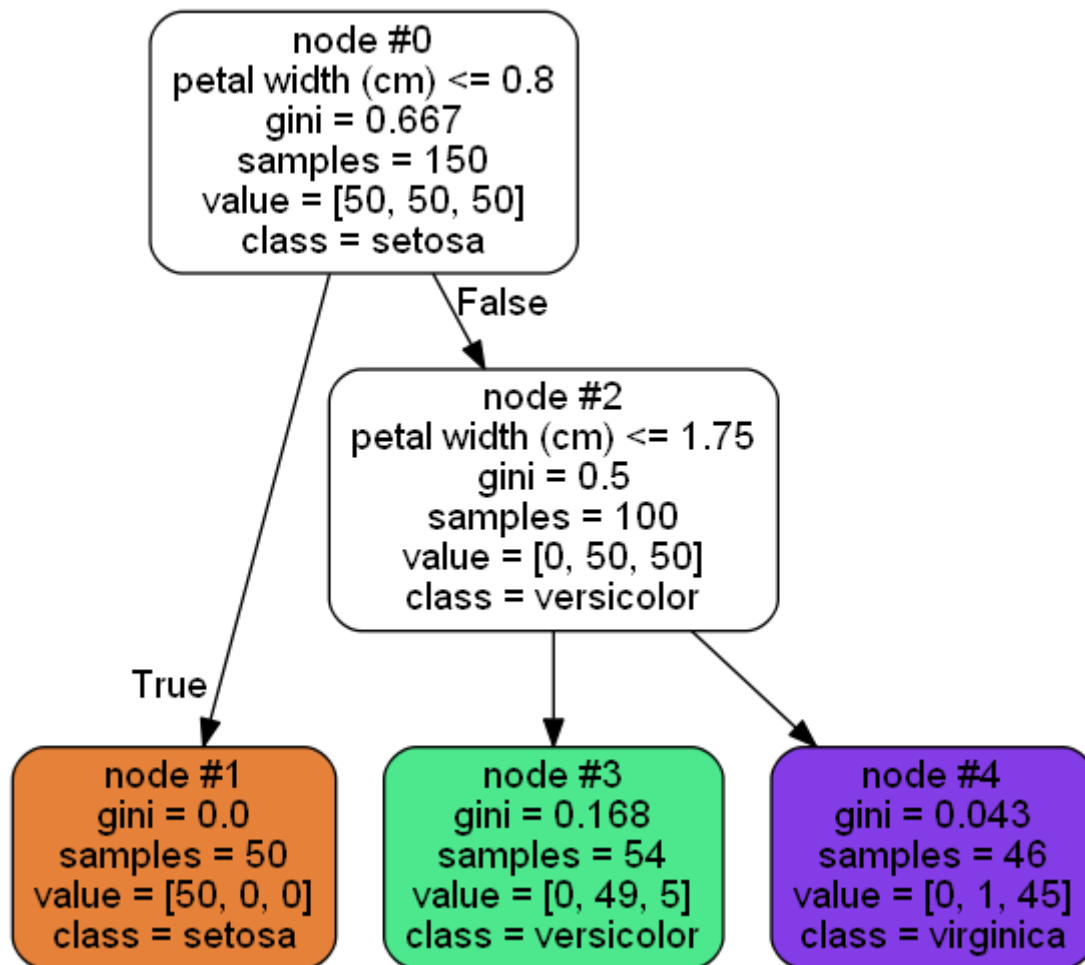 node #0
petal width (cm) <= 0.8
gini = 0.667
samples = 150
value = [50, 50, 50]
class = setosa
False
node #2
petal width (cm) <= 1.75
gini = 0.5
samples = 100
value = [0, 50, 50]
class = versicolor
True
node #1
gini = 0.0
samples = 50
value = [50, 0, 0]
class = setosa
node #3
gini = 0.168
samples = 54
value = [0, 49, 5]
class = versicolor
node #4
gini = 0.043
samples = 46
value = [0, 1, 45]
class = virginica